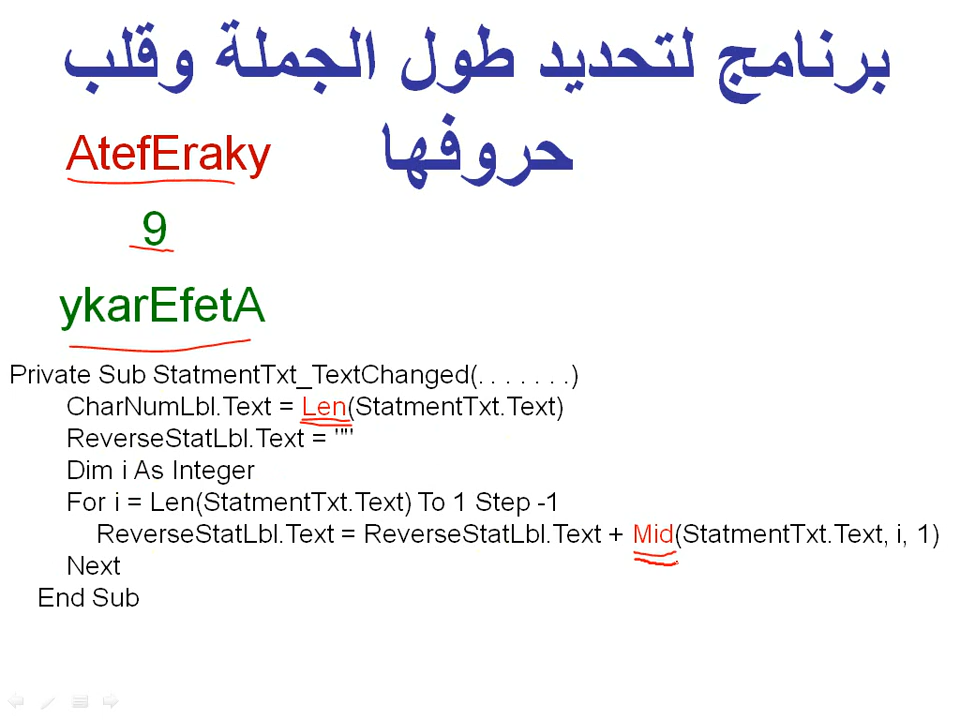 برنامج لتحديد طول الجملة وقلب
حروفها
AtefEraky
9
ykarEfetA
Private Sub StatmentTxt_TextChanged(. . . . . . .)
CharNumLbl.Text = Len(StatmentTxt.Text)
ReverseStatLbl.Text = ""
Dim i As Integer
For i = Len(StatmentTxt.Text) To 1 Step -1
ReverseStatLbl.Text = ReverseStatLbl.Text + Mid(StatmentTxt.Text, i, 1)
Next
End Sub